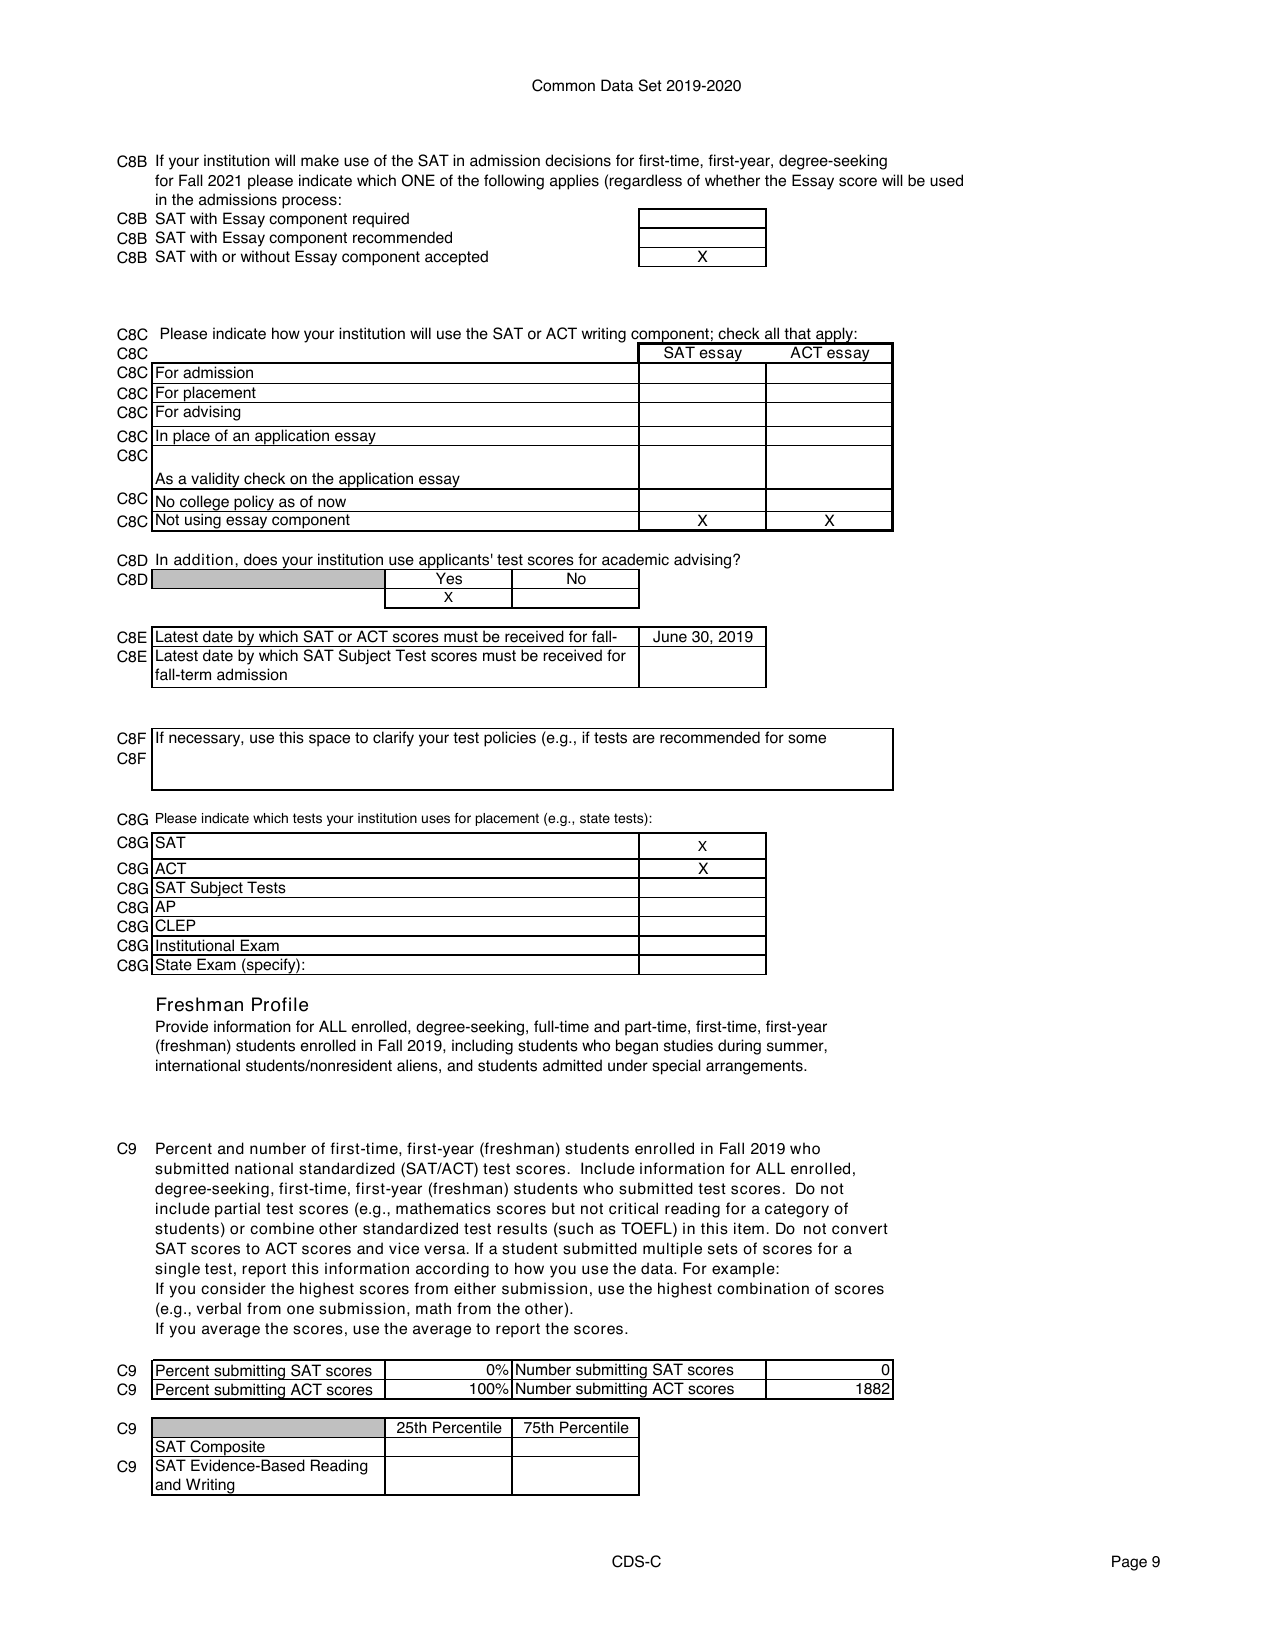 Common Data Set 2019-2020
C8B If your institution will make use of the SAT in admission decisions for first-time, first-year, degree-seeking
for Fall 2021 please indicate which ONE of the following applies (regardless of whether the Essay score will be used
in the admissions process:
C8B SAT with Essay component required
C8B SAT with Essay component recommended
C8B SAT with or without Essay component accepted X
C8C Please indicate how your institution will use the SAT or ACT writing component; check all that apply:
C8C SAT essay ACT essay
C8C For admission
C8C For placement
C8C For advising
C8C In place of an application essay
C8C
As a validity check on the application essay
C8C No college policy as of now
C8C Not using essay component X X
C8D In addition, does your institution use applicants' test scores for academic advising?
C8D Yes No
X
C8E Latest date by which SAT or ACT scores must be received for fall- June 30, 2019
C8E Latest date by which SAT Subject Test scores must be received for
fall-term admission
C8F If necessary, use this space to clarify your test policies (e.g., if tests are recommended for some
C8F
C8G Please indicate which tests your institution uses for placement (e.g., state tests):
C8G SAT X
C8G ACT X
C8G SAT Subject Tests
C8G AP
C8G CLEP
C8G Institutional Exam
C8G State Exam (specify):
Freshman Profile
Provide information for ALL enrolled, degree-seeking, full-time and part-time, first-time, first-year
(freshman) students enrolled in Fall 2019, including students who began studies during summer,
international students/nonresident aliens, and students admitted under special arrangements.
C9 Percent and number of first-time, first-year (freshman) students enrolled in Fall 2019 who
submitted national standardized (SAT/ACT) test scores. Include information for ALL enrolled,
degree-seeking, first-time, first-year (freshman) students who submitted test scores. Do not
include partial test scores (e.g., mathematics scores but not critical reading for a category of
students) or combine other standardized test results (such as TOEFL) in this item. Do not convert
SAT scores to ACT scores and vice versa. If a student submitted multiple sets of scores for a
single test, report this information according to how you use the data. For example:
If you consider the highest scores from either submission, use the highest combination of scores
(e.g., verbal from one submission, math from the other).
If you average the scores, use the average to report the scores.
C9 Percent submitting SAT scores 0% Number submitting SAT scores 0
C9 Percent submitting ACT scores 100% Number submitting ACT scores 1882
C9 25th Percentile 75th Percentile
SAT Composite
C9 SAT Evidence-Based Reading
and Writing
CDS-C Page 9